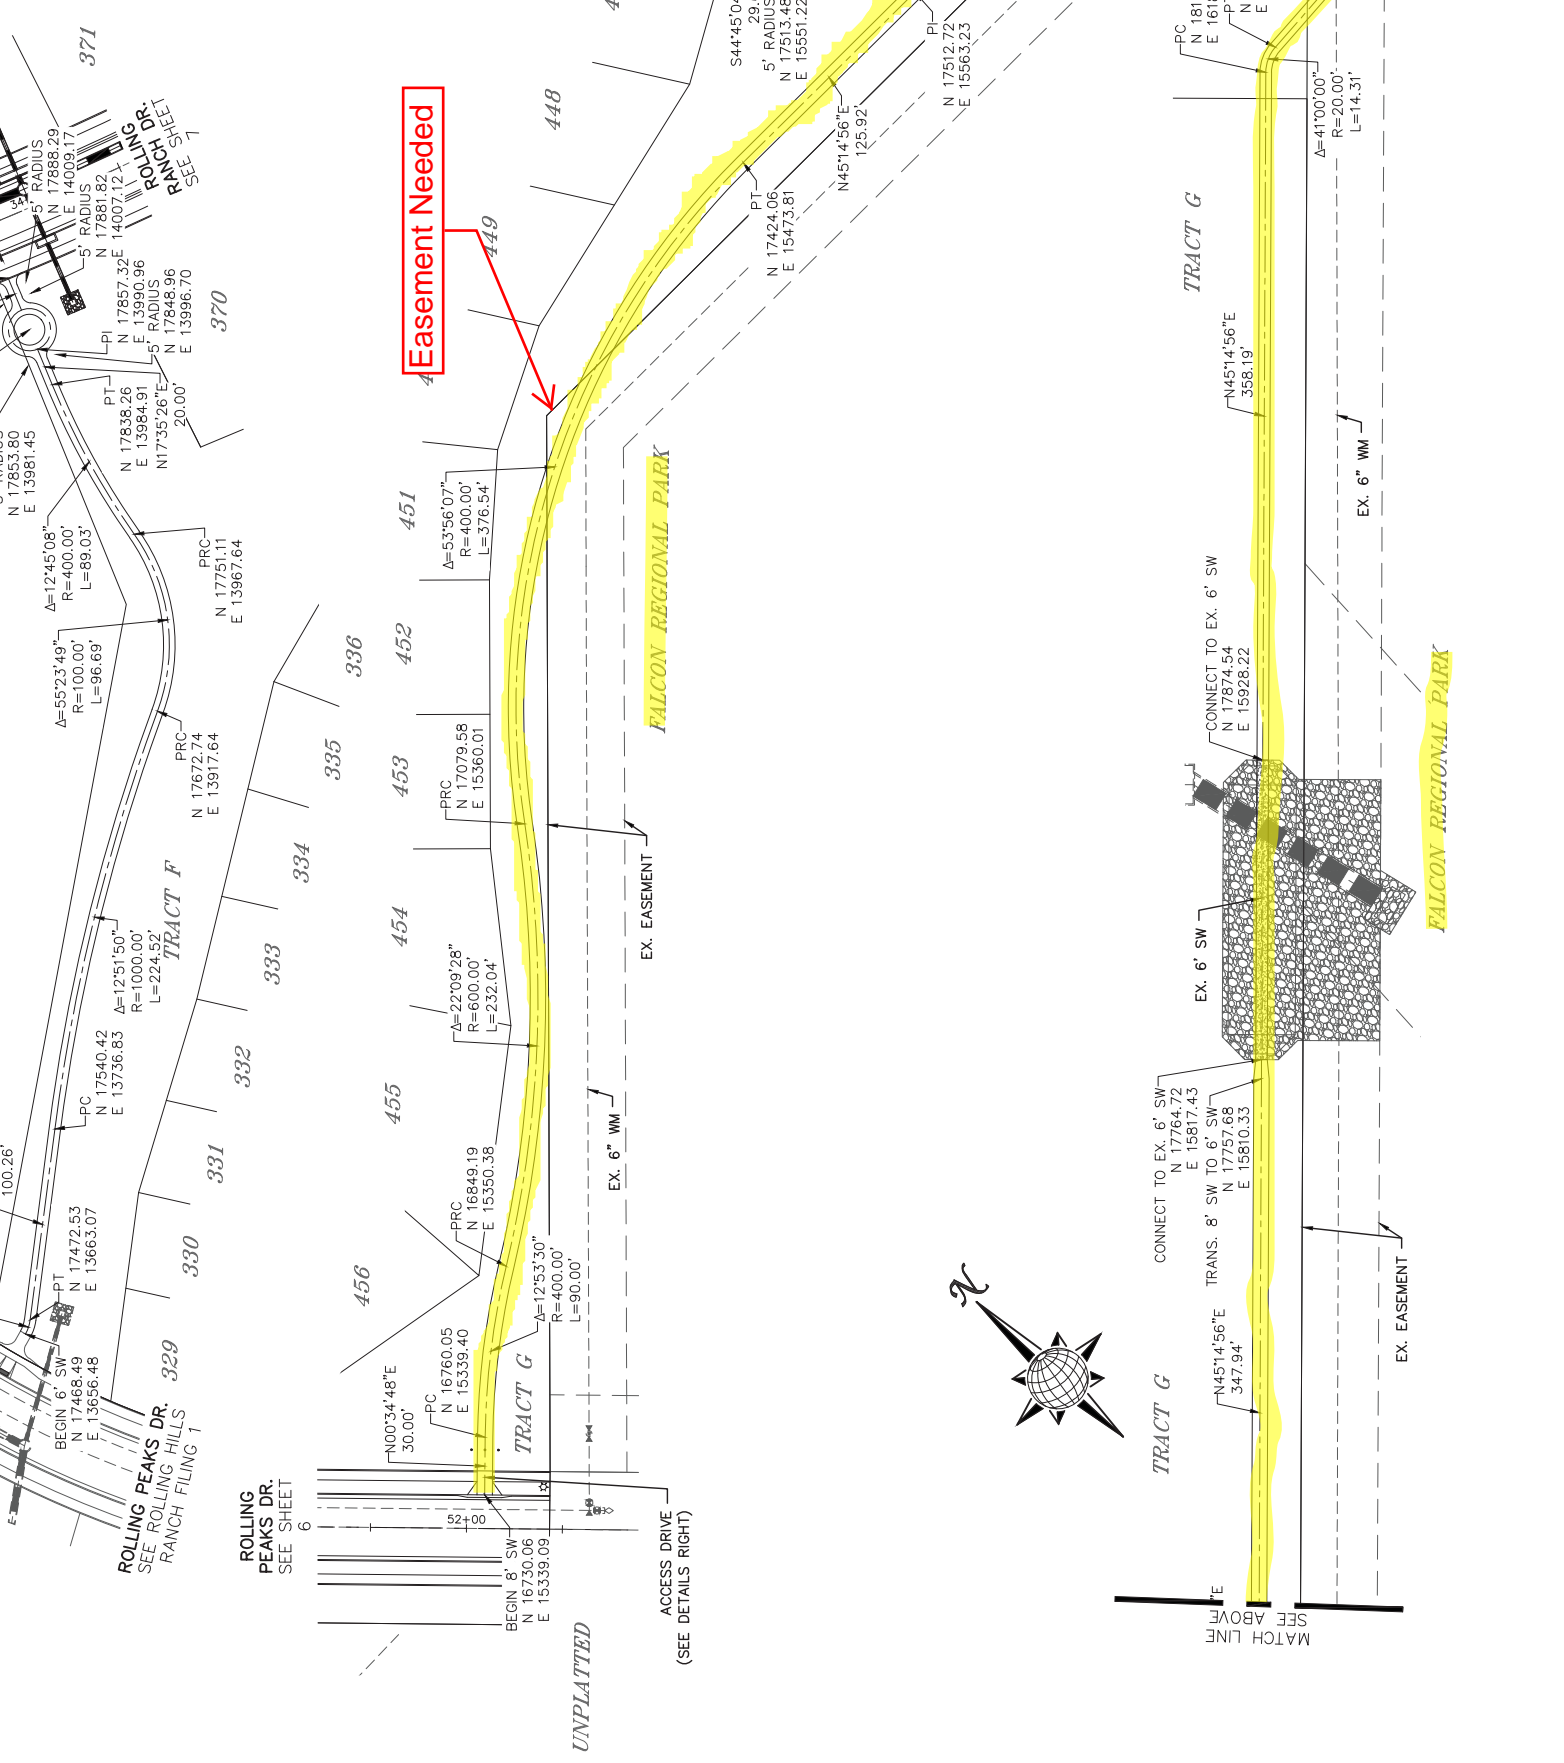 371
ROLLING
RANCH DR.
SEE SHEET
7
5' RADIUS
N 17888.29
E 14009.17
5' RADIUS
N 17881.82
E 14007.12
PI
N 17857.32
E 13990.96
5' RADIUS
N 17848.96
E 13996.70
370
PT
N 17838.26
E 13984.91
N17°35'26"E
20.00'
N 17853.80
E 13981.45
Δ=12°45'08"
R=400.00'
L=89.03'
PRC
N 17751.11
E 13967.64
Δ=55°23'49"
R=100.00'
L=96.69'
PRC
N 17672.74
E 13917.64
336
335
334
333
332
331
330
329
TRACT F
Δ=12°51'50"
R=1000.00'
L=224.52'
PC
N 17540.42
E 13736.83
100.26'
PT
N 17472.53
E 13663.07
BEGIN 6' SW
N 17468.49
E 13656.48
ROLLING PEAKS DR.
SEE ROLLING HILLS
RANCH FILING 1
Easement Needed
448
449
451
452
453
454
455
456
Δ=53°56'07"
R=400.00'
L=376.54'
PRC
N 17079.58
E 15360.01
Δ=22°09'28"
R=600.00'
L=232.04'
PRC
N 16849.19
E 15350.38
Δ=12°53'30"
R=400.00'
L=90.00'
PC
N 16760.05
E 15339.40
N00°34'48"E
30.00'
TRACT G
ROLLING
PEAKS DR.
SEE SHEET
6
52+00
BEGIN 8' SW
N 16730.06
E 15339.09
ACCESS DRIVE
(SEE DETAILS RIGHT)
UNPLATTED
EX. 6" WM
EX. EASEMENT
FALCON REGIONAL PARK
5' RADIUS
N 17513.48
E 15551.22
PI
N 17512.72
E 15563.23
N45°14'56"E
125.92'
PT
N 17424.06
E 15473.81
N
PC
Δ=41°00'00"
R=20.00'
L=14.31'
TRACT G
N45°14'56"E
358.19'
EX. 6" WM
CONNECT TO EX. 6' SW
N 17874.54
E 15928.22
FALCON REGIONAL PARK
EX. 6' SW
CONNECT TO EX. 6' SW
N 17764.72
E 15817.43
TRANS. 8' SW TO 6' SW
N 17757.68
E 15810.33
EX. EASEMENT
N45°14'56"E
347.94'
TRACT G
MATCH LINE
SEE ABOVE